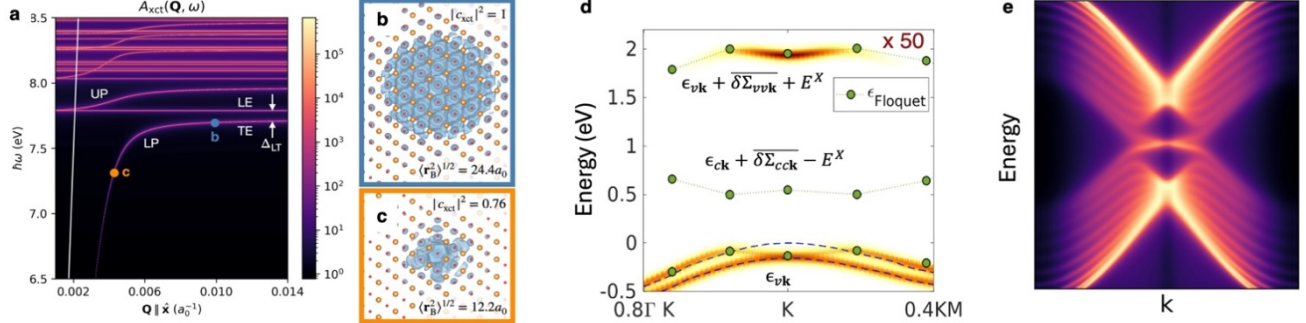 a
A_xct(Q, ω)
8.5
8.0
7.5
7.0
6.5
ħω (eV)
UP
LE
TE
LP
Δ_LT
b
c
0.002
0.006
0.010
0.014
Q ∥ x̂ (a₀⁻¹)
10⁵
10⁴
10³
10²
10¹
10⁰
b
|c_xct|² = 1
⟨r_B²⟩^1/2 = 24.4a₀
c
|c_xct|² = 0.76
⟨r_B²⟩^1/2 = 12.2a₀
d
x 50
2
1.5
1
0.5
0
-0.5
Energy (eV)
ϵ_vk + δΣ̅_vvk + E^X
ϵ_Floquet
ϵ_ck + δΣ̅_cck − E^X
ϵ_vk
0.8Γ K
K
0.4KM
e
Energy
k